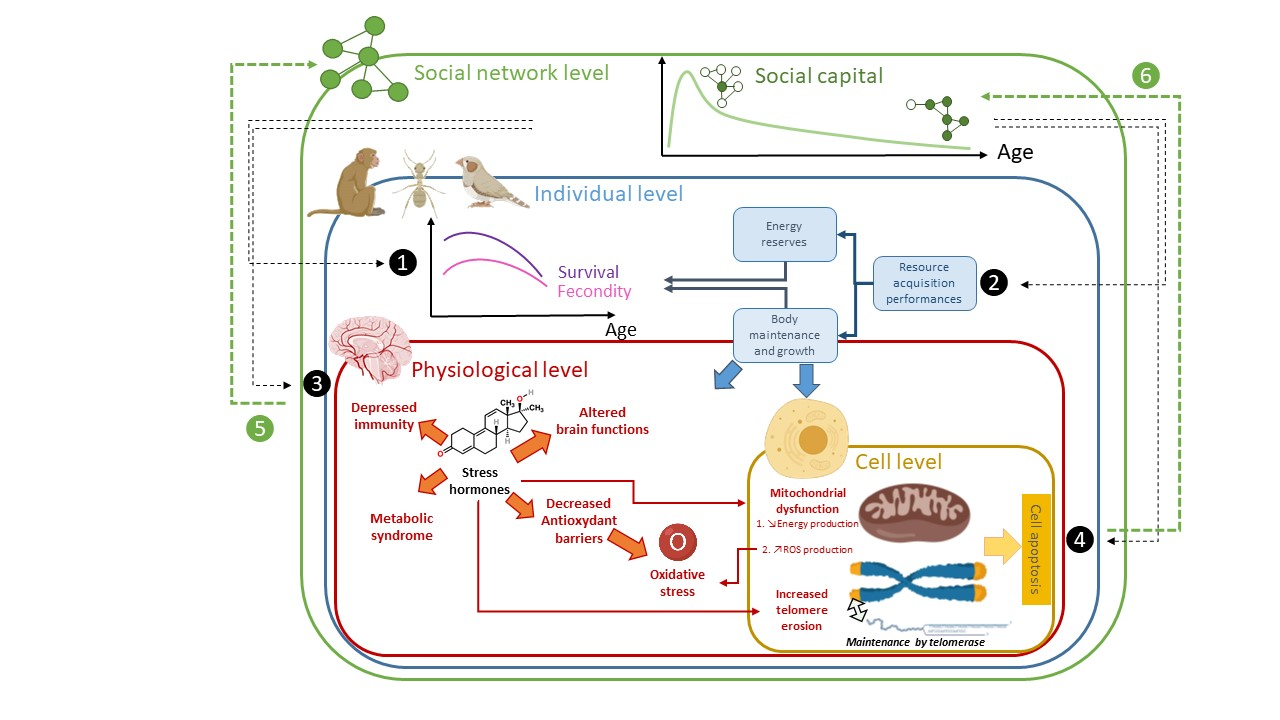 Social network level
Social capital
6
Age
Individual level
1
Survival
Fecondity
Age
Energy
reserves
Resource
acquisition
performances
2
Body
maintenance
and growth
3
Physiological level
5
Depressed
immunity
O
H
CH₃
CH₃
H
H
H
O
Altered
brain functions
Stress
hormones
Metabolic
syndrome
Decreased
Antioxydant
barriers
O
Oxidative
stress
Cell level
Mitochondrial
dysfunction
1. ↘Energy production
2. ↗ROS production
Increased
telomere
erosion
Maintenance by telomerase
Cell apoptosis
4